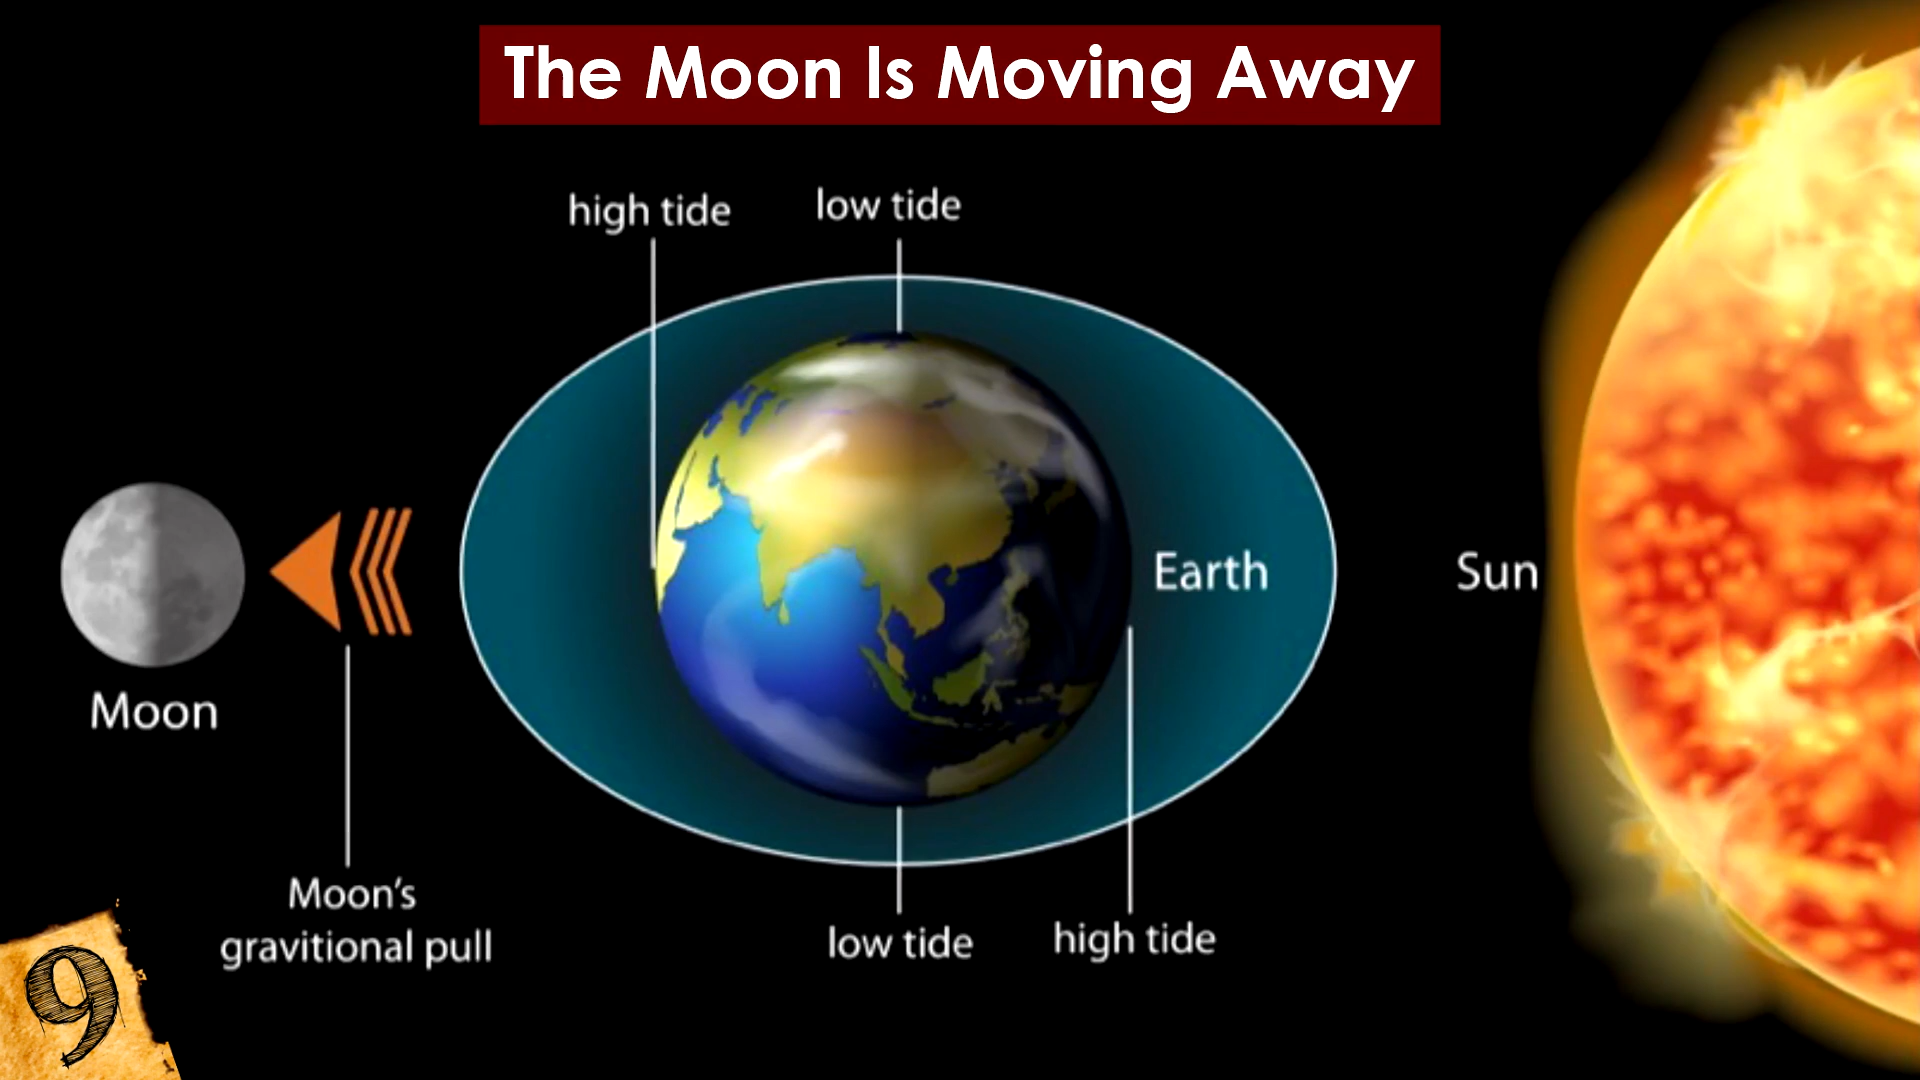 The Moon Is Moving Away
high tide
low tide
Earth
Sun
Moon
Moon's
gravitional pull
low tide
high tide
9